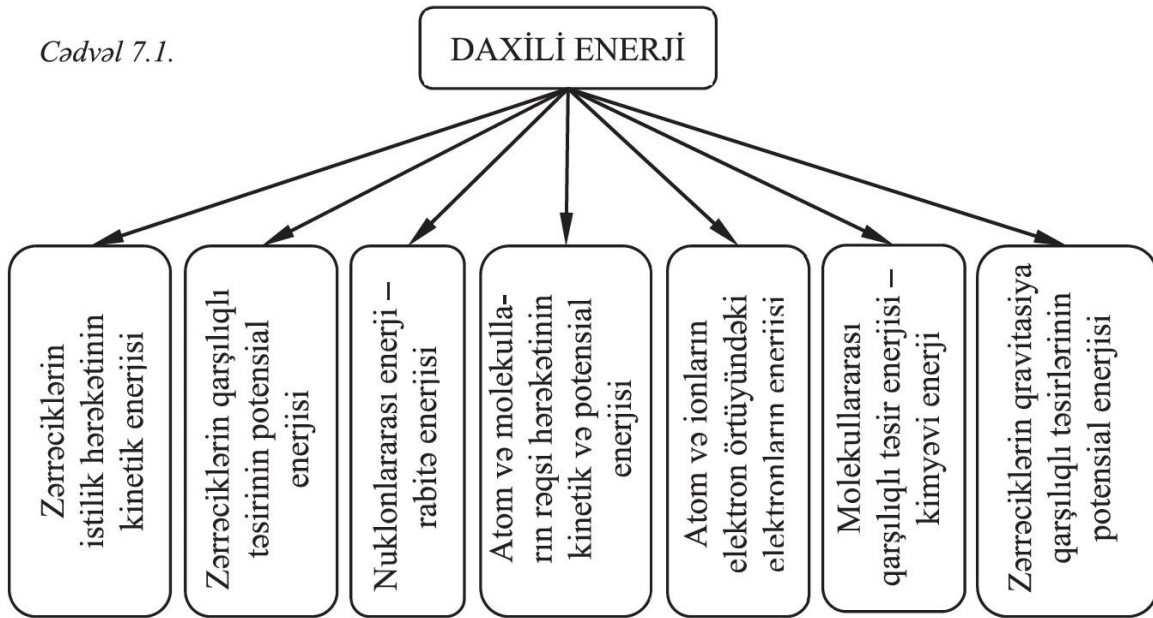 Cədvəl 7.1.
DAXİLİ ENERJİ
Zərrəciklərin
istilik hərəkətinin
kinetik enerjisi
Zərrəciklərin qarşılıqlı
təsirinin potensial
enerjisi
Nuklonlararası enerji –
rabitə enerjisi
Atom və molekulla-
rın rəqsi hərəkətinin
kinetik və potensial
enerjisi
Atom və ionların
elektron örtüyündəki
elektronların enerjisi
Molekullararası
qarşılıqlı təsir enerjisi –
kimyəvi enerji
Zərrəciklərin qravitasiya
qarşılıqlı təsirlərinin
potensial enerjisi